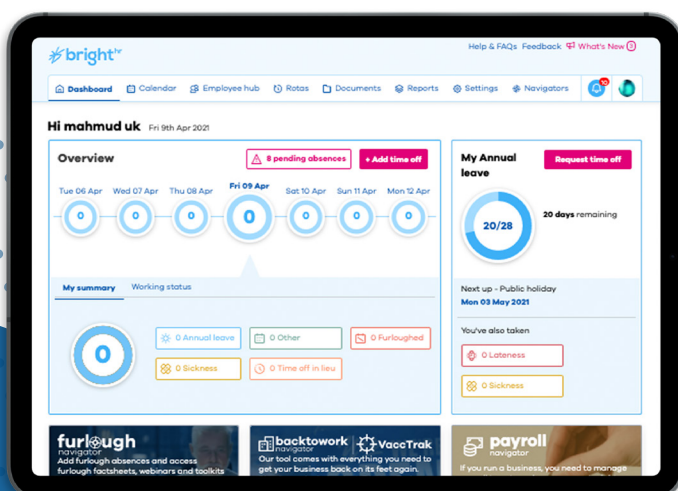 bright hr
Help & FAQs Feedback What's New 3
Dashboard Calendar Employee hub Rotas Documents Reports Settings Navigators 10
Hi mahmud uk Fri 9th Apr 2021
Overview
8 pending absences
+ Add time off
Tue 06 Apr Wed 07 Apr Thu 08 Apr Fri 09 Apr Sat 10 Apr Sun 11 Apr Mon 12 Apr
0 0 0 0 0 0 0
My summary Working status
0
0 Annual leave
0 Other
0 Furloughed
0 Sickness
0 Time off in lieu
My Annual
leave
Request time off
20/28
20 days remaining
Next up - Public holiday
Mon 03 May 2021
You've also taken
0 Lateness
0 Sickness
furlough
navigator
Add furlough absences and access
furlough factsheets, webinars and toolkits
backtowork
navigator
VaccTrak
Our tool comes with everything you need to
get your business back on its feet again.
payroll
navigator
If you run a business, you need to manage